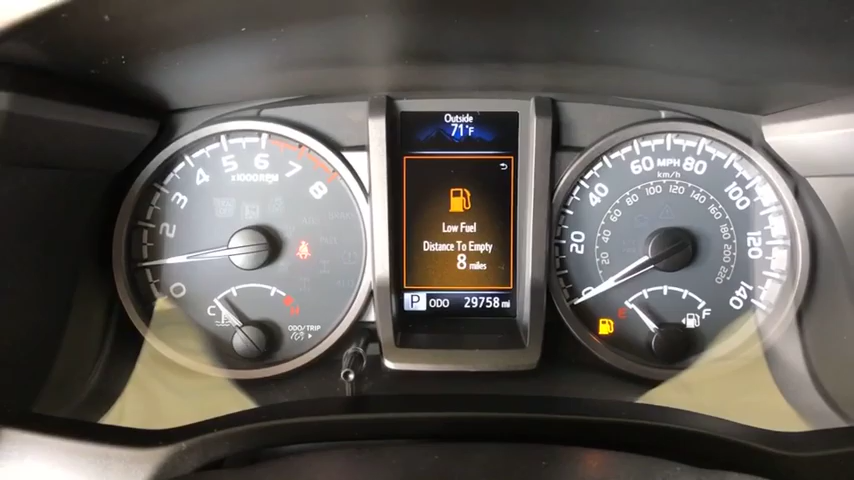 Outside
71°F
Low Fuel
Distance To Empty
8 miles
P ODO 29758 mi
0 1 2 3 4 5 6 7 8
x1000RPM
C H
ODO/TRIP
0 20 40 60 MPH 80 100 120 140
km/h
20 40 60 80 100 120 140 160 180 200 220
E F